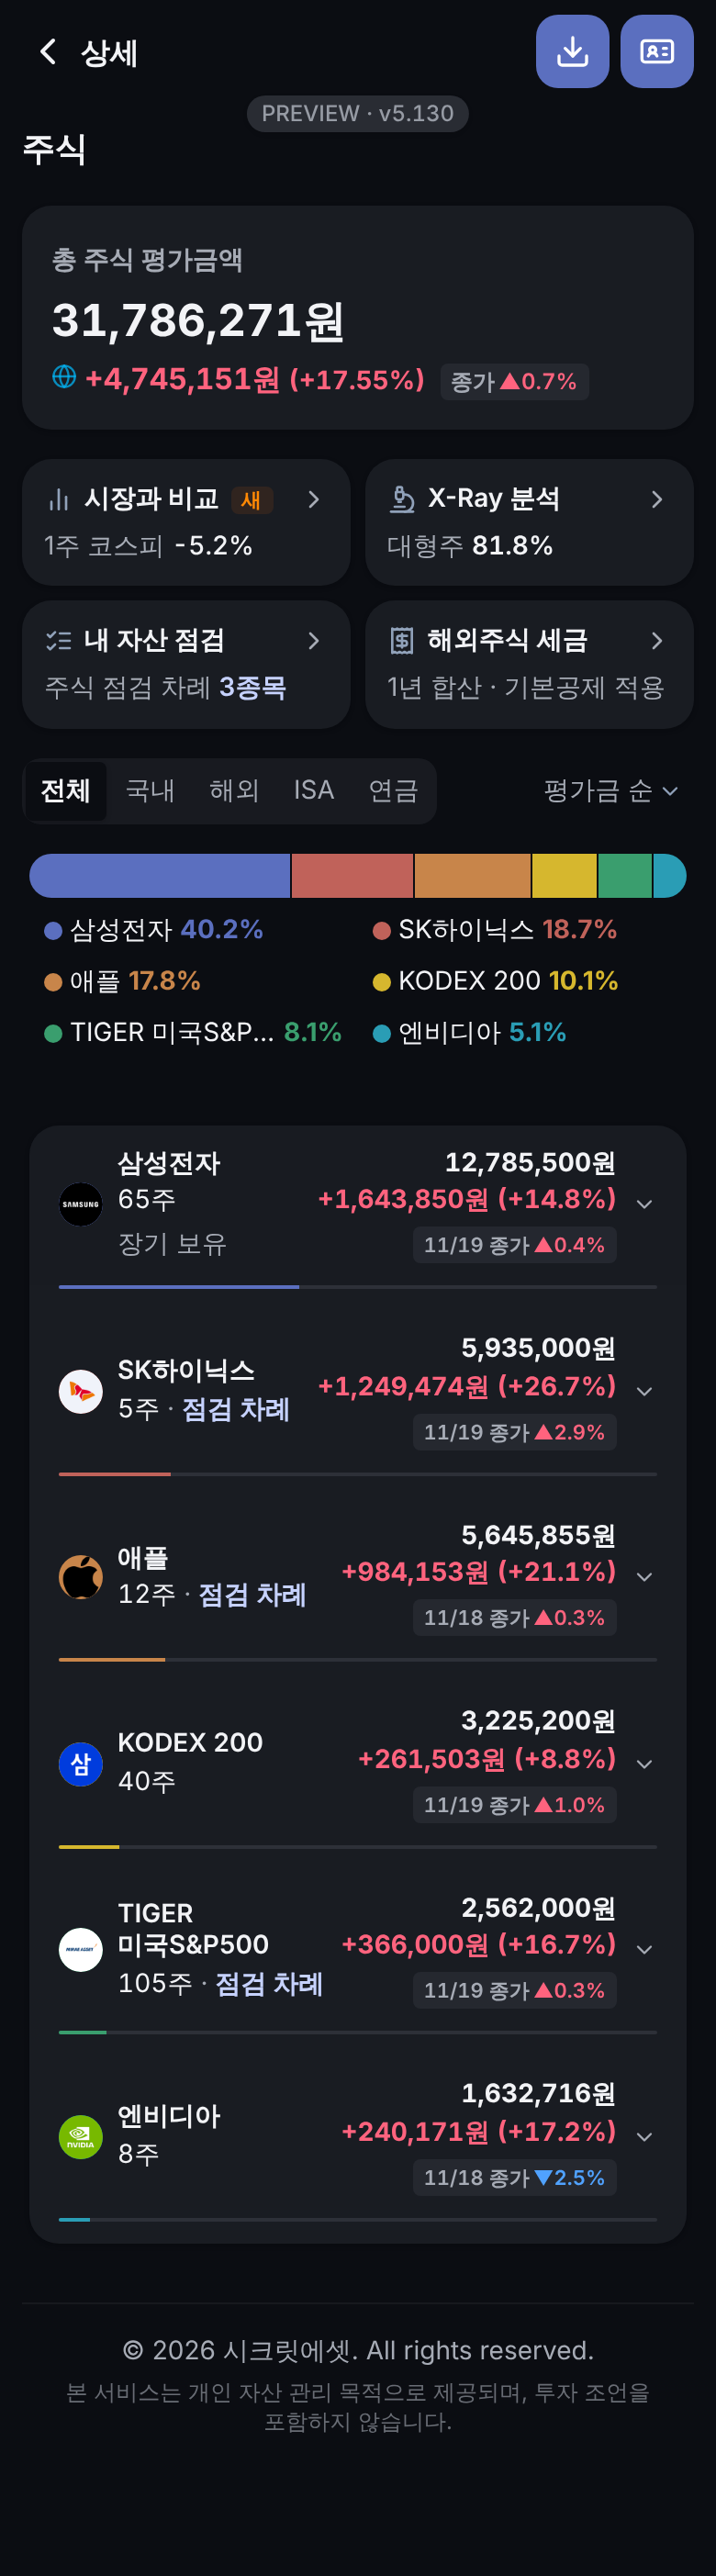 상세
PREVIEW · v5.130
주식
총 주식 평가금액
31,786,271원
+4,745,151원 (+17.55%) 종가 ▲0.7%
시장과 비교 새
1주 코스피 -5.2%
X-Ray 분석
대형주 81.8%
내 자산 점검
주식 점검 차례 3종목
해외주식 세금
1년 합산 · 기본공제 적용
전체 국내 해외 ISA 연금 평가금 순
삼성전자 40.2% SK하이닉스 18.7%
애플 17.8% KODEX 200 10.1%
TIGER 미국S&P... 8.1% 엔비디아 5.1%
SAMSUNG
삼성전자
65주
장기 보유
12,785,500원
+1,643,850원 (+14.8%)
11/19 종가 ▲0.4%
SK하이닉스
5주 · 점검 차례
5,935,000원
+1,249,474원 (+26.7%)
11/19 종가 ▲2.9%
애플
12주 · 점검 차례
5,645,855원
+984,153원 (+21.1%)
11/18 종가 ▲0.3%
삼
KODEX 200
40주
3,225,200원
+261,503원 (+8.8%)
11/19 종가 ▲1.0%
MIRAE ASSET
TIGER
미국S&P500
105주 · 점검 차례
2,562,000원
+366,000원 (+16.7%)
11/19 종가 ▲0.3%
NVIDIA
엔비디아
8주
1,632,716원
+240,171원 (+17.2%)
11/18 종가 ▼2.5%
© 2026 시크릿에셋. All rights reserved.
본 서비스는 개인 자산 관리 목적으로 제공되며, 투자 조언을
포함하지 않습니다.